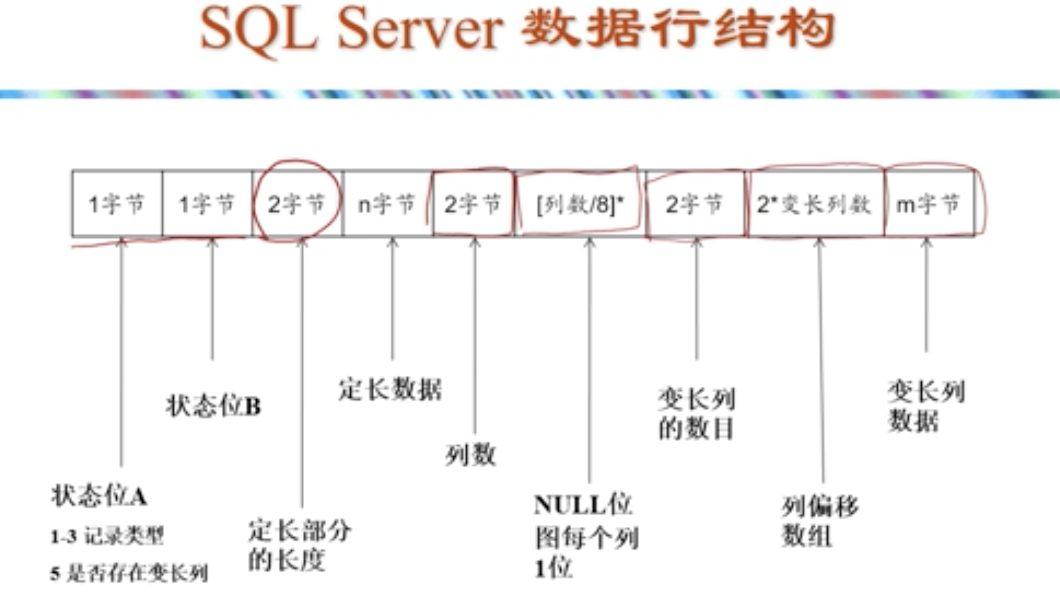 SQL Server 数据行结构
1字节 1字节 2字节 n字节 2字节 [列数/8]* 2字节 2*变长列数 m字节
状态位B
定长数据
列数
变长列
的数目
变长列
数据
状态位A
1-3 记录类型
5 是否存在变长列
定长部分
的长度
NULL位
图每个列
1位
列偏移
数组